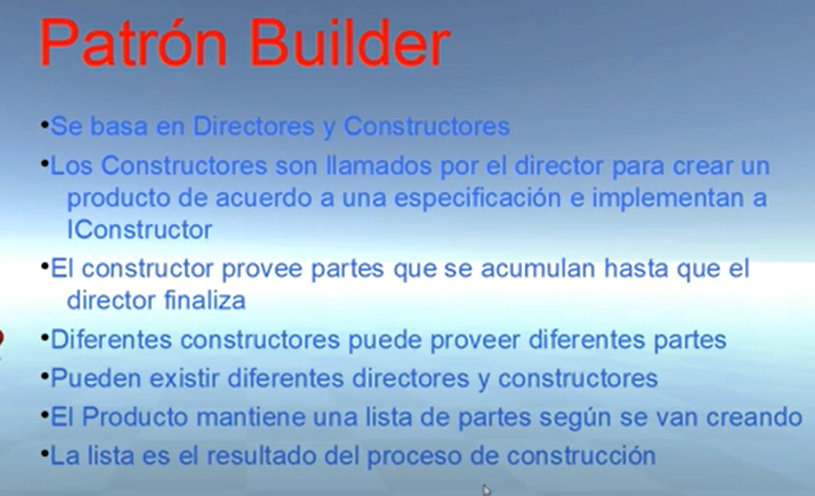 Patrón Builder
•Se basa en Directores y Constructores
•Los Constructores son llamados por el director para crear un
producto de acuerdo a una especificación e implementan a
IConstructor
•El constructor provee partes que se acumulan hasta que el
director finaliza
•Diferentes constructores puede proveer diferentes partes
•Pueden existir diferentes directores y constructores
•El Producto mantiene una lista de partes según se van creando
•La lista es el resultado del proceso de construcción